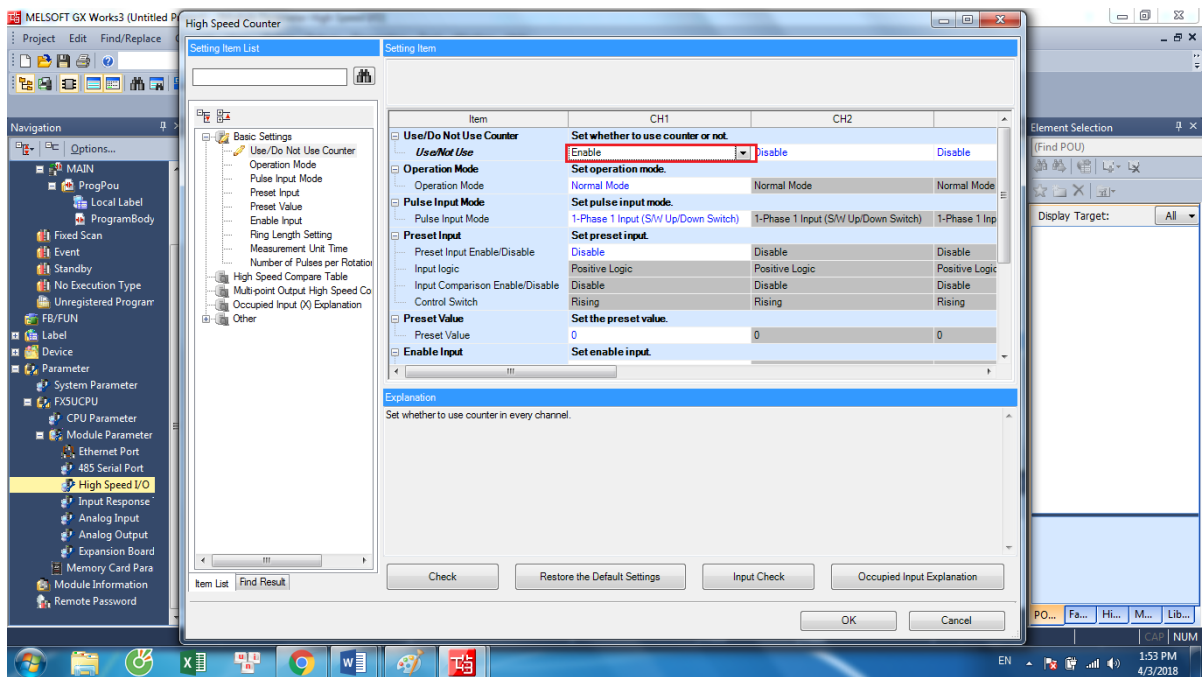 MELSOFT GX Works3 (Untitled P
Project Edit Find/Replace
Navigation
Options...
MAIN
ProgPou
Local Label
ProgramBody
Fixed Scan
Event
Standby
No Execution Type
Unregistered Program
FB/FUN
Label
Device
Parameter
System Parameter
FX5UCPU
CPU Parameter
Module Parameter
Ethernet Port
485 Serial Port
High Speed I/O
Input Response
Analog Input
Analog Output
Expansion Board
Memory Card Para
Module Information
Remote Password
High Speed Counter
Setting Item List
Basic Settings
Use/Do Not Use Counter
Operation Mode
Pulse Input Mode
Preset Input
Preset Value
Enable Input
Ring Length Setting
Measurement Unit Time
Number of Pulses per Rotation
High Speed Compare Table
Multi-point Output High Speed Co
Occupied Input (X) Explanation
Other
Item List Find Result
Setting Item
Item CH1 CH2
Use/Do Not Use Counter Set whether to use counter or not.
Use/Not Use Enable Disable Disable
Operation Mode Set operation mode.
Operation Mode Normal Mode Normal Mode Normal Mode
Pulse Input Mode Set pulse input mode.
Pulse Input Mode 1-Phase 1 Input (S/W Up/Down Switch) 1-Phase 1 Input (S/W Up/Down Switch) 1-Phase 1 Inp
Preset Input Set preset input.
Preset Input Enable/Disable Disable Disable Disable
Input logic Positive Logic Positive Logic Positive Logic
Input Comparison Enable/Disable Disable Disable Disable
Control Switch Rising Rising Rising
Preset Value Set the preset value.
Preset Value 0 0 0
Enable Input Set enable input.
Explanation
Set whether to use counter in every channel.
Check Restore the Default Settings Input Check Occupied Input Explanation
OK Cancel
Element Selection
(Find POU)
Display Target: All
PO... Fa... Hi... M... Lib...
CAP NUM
EN 1:53 PM
4/3/2018